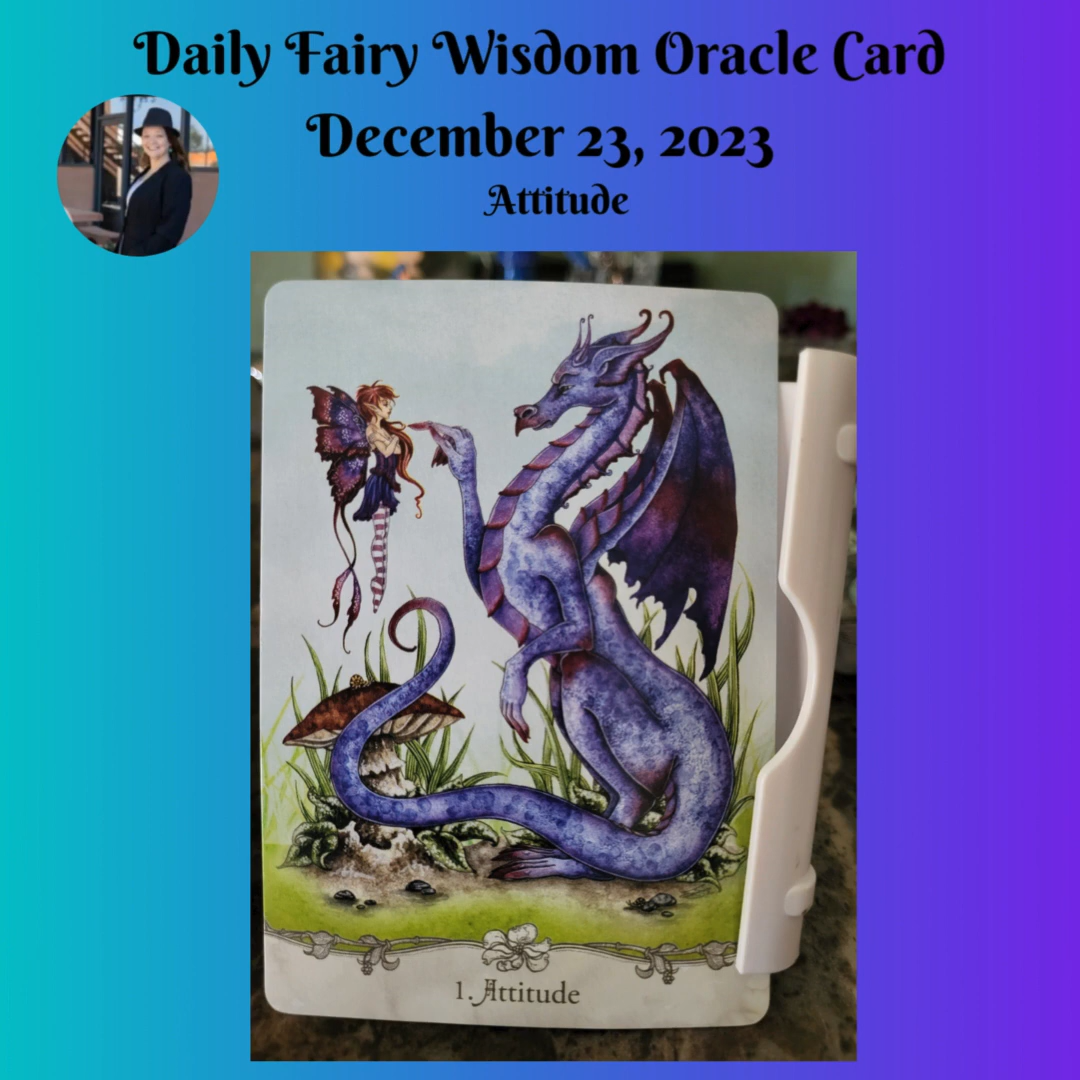 Daily Fairy Wisdom Oracle Card
December 23, 2023
Attitude
1. Attitude